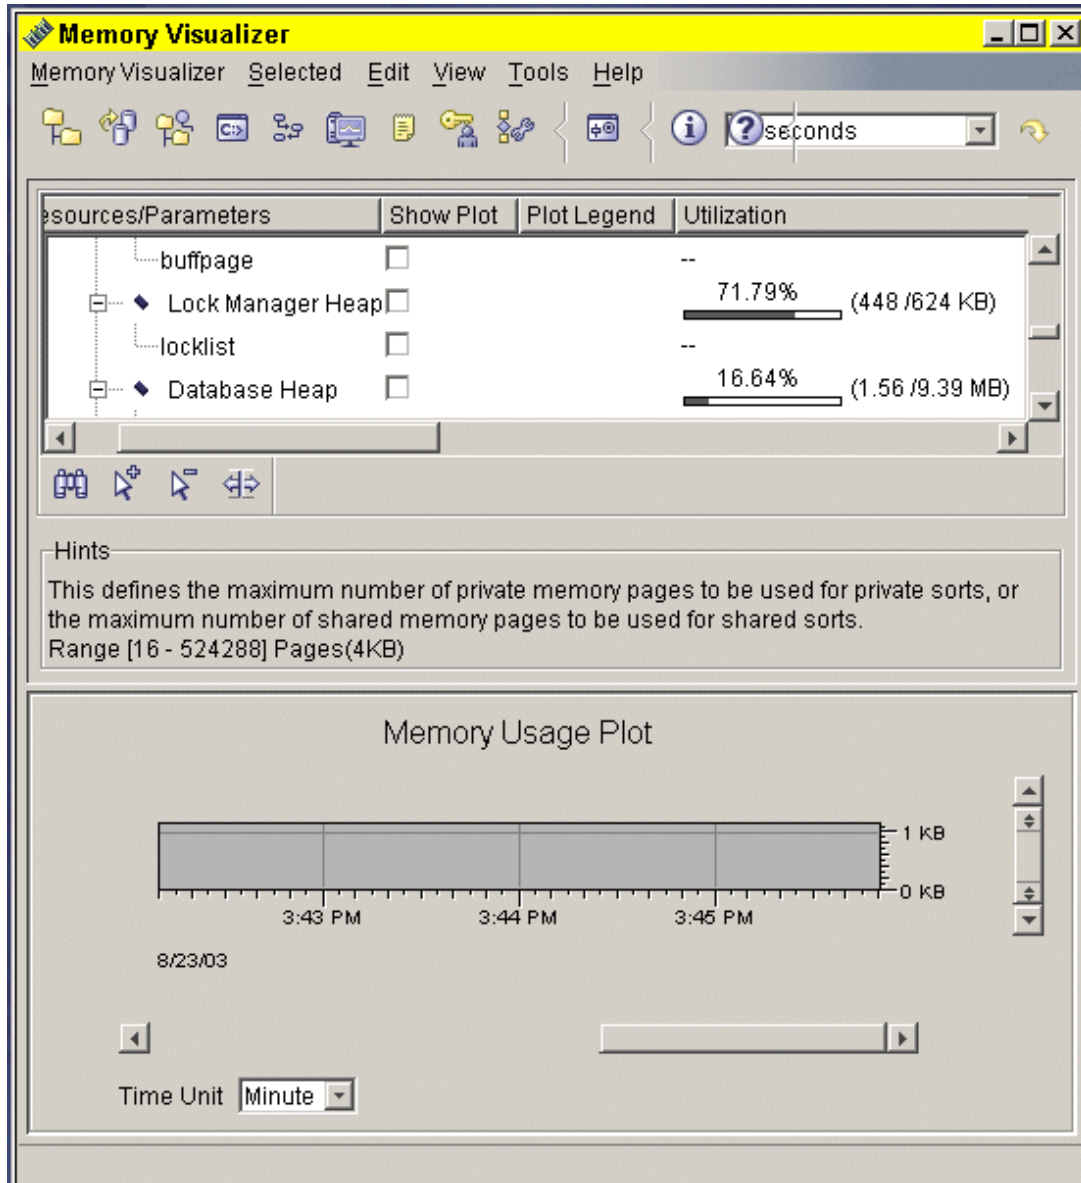 Memory Visualizer
Memory Visualizer Selected Edit View Tools Help
seconds
esources/Parameters Show Plot Plot Legend Utilization
buffpage --
Lock Manager Heap 71.79% (448 /624 KB)
locklist --
Database Heap 16.64% (1.56 /9.39 MB)
Hints
This defines the maximum number of private memory pages to be used for private sorts, or
the maximum number of shared memory pages to be used for shared sorts.
Range [16 - 524288] Pages(4KB)
Memory Usage Plot
1 KB
0 KB
3:43 PM 3:44 PM 3:45 PM
8/23/03
Time Unit Minute